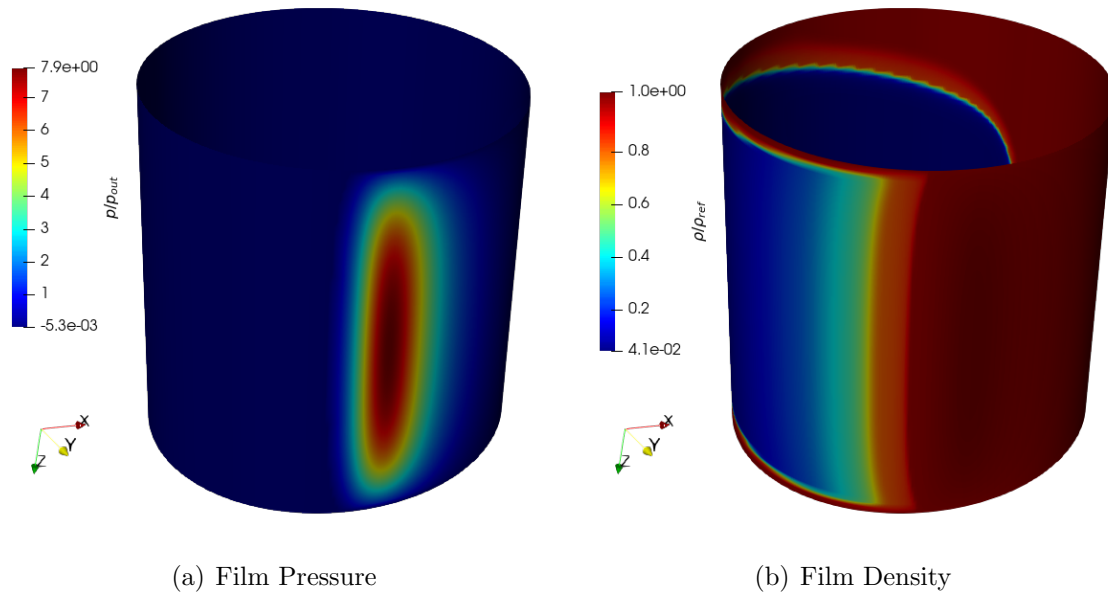 7.9e+00
7
6
5
4
3
2
1
-5.3e-03
p/p_out
X
Y
Z
1.0e+00
0.8
0.6
0.4
0.2
4.1e-02
ρ/ρ_ref
X
Y
Z
(a) Film Pressure
(b) Film Density